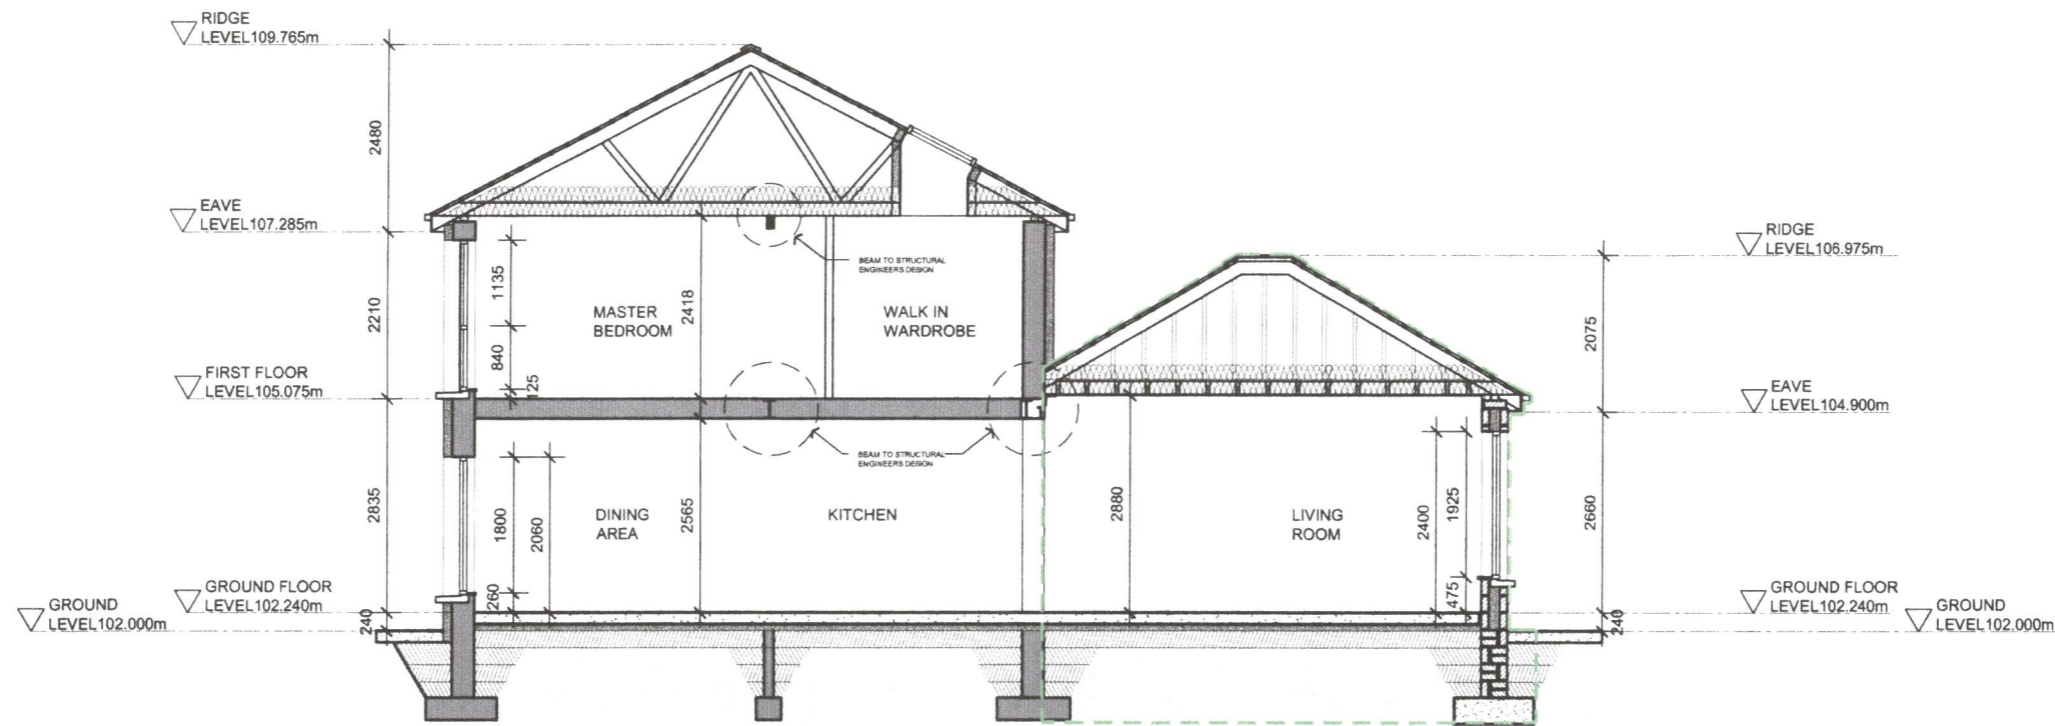 RIDGE
LEVEL109.765m
2480
EAVE
LEVEL107.285m
BEAM TO STRUCTURAL
ENGINEERS DESIGN
RIDGE
LEVEL106.975m
1135
2210
MASTER
BEDROOM
2418
WALK IN
WARDROBE
2075
840
FIRST FLOOR
LEVEL105.075m
125
EAVE
LEVEL104.900m
BEAM TO STRUCTURAL
ENGINEERS DESIGN
2835
1800
2060
DINING
AREA
2565
KITCHEN
2880
LIVING
ROOM
2400
1925
2660
GROUND FLOOR
LEVEL102.240m
260
475
GROUND FLOOR
LEVEL102.240m
GROUND
LEVEL102.000m
240
240
GROUND
LEVEL102.000m